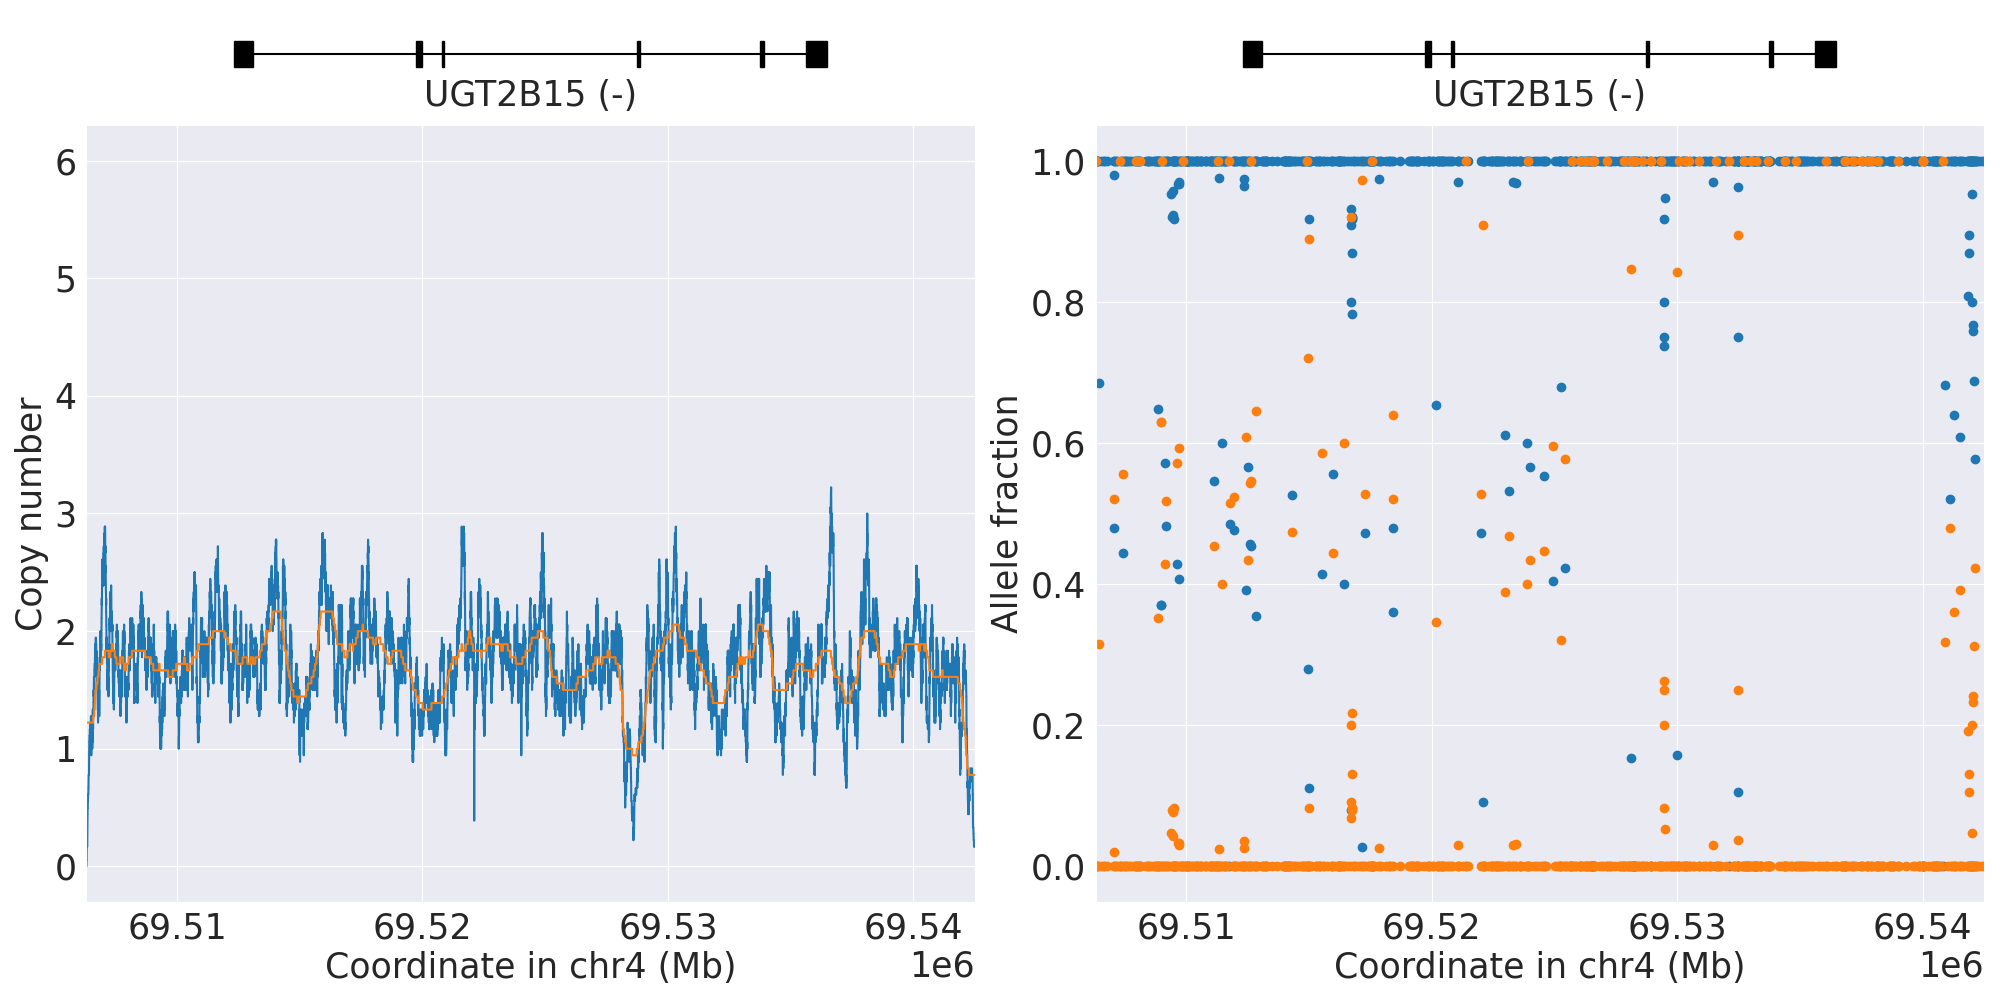 UGT2B15 (-)
6
5
4
3
2
1
0
Copy number
69.51 69.52 69.53 69.54
Coordinate in chr4 (Mb)
1e6
UGT2B15 (-)
1.0
0.8
0.6
0.4
0.2
0.0
Allele fraction
69.51 69.52 69.53 69.54
Coordinate in chr4 (Mb)
1e6